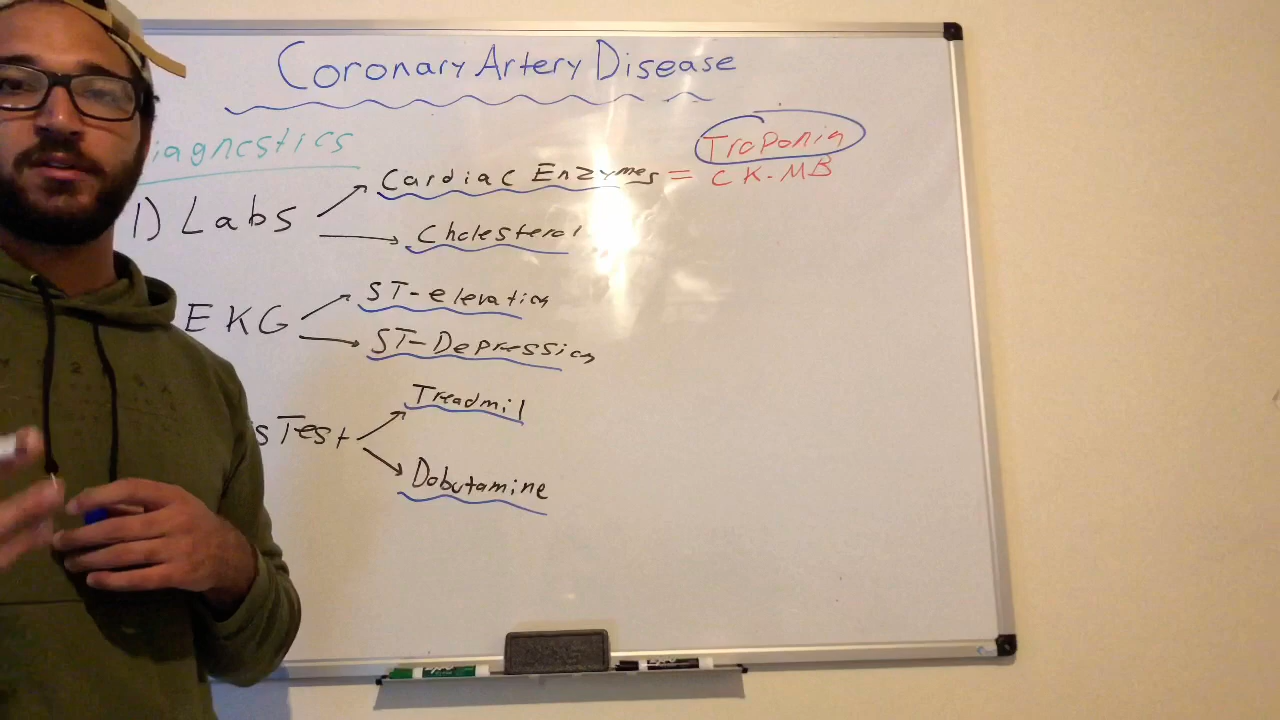 Coronary Artery Disease
iagnostics
Troponin
1) Labs
Cardiac Enzymes = CK-MB
Cholesterol
EKG
ST-elevation
ST-Depression
sTest
Treadmil
Dobutamine
EXPO